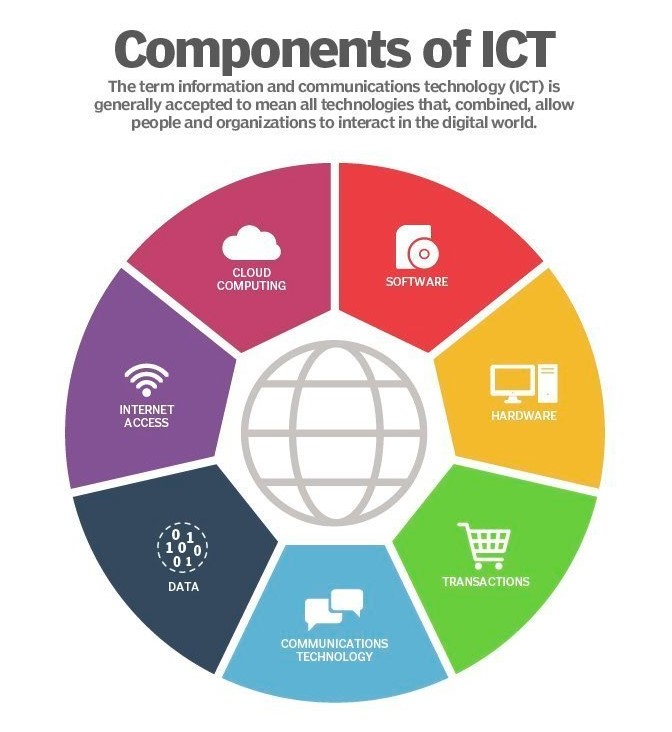 Components of ICT
The term information and communications technology (ICT) is
generally accepted to mean all technologies that, combined, allow
people and organizations to interact in the digital world.
CLOUD
COMPUTING
SOFTWARE
INTERNET
ACCESS
HARDWARE
0 1
1 0 0
0 1
DATA
TRANSACTIONS
COMMUNICATIONS
TECHNOLOGY